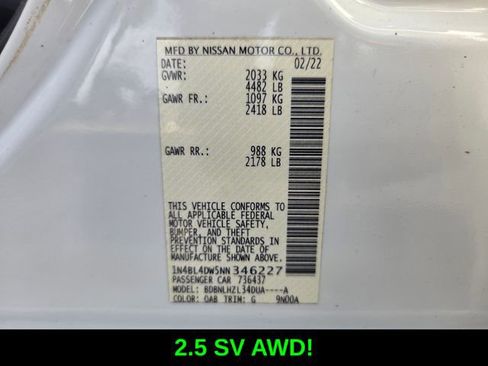 MFD BY NISSAN MOTOR CO., LTD.
DATE: 02/22
GVWR: 2033 KG
4482 LB
GAWR FR.: 1097 KG
2418 LB
GAWR RR.: 988 KG
2178 LB
THIS VEHICLE CONFORMS TO
ALL APPLICABLE FEDERAL
MOTOR VEHICLE SAFETY,
BUMPER, AND THEFT
PREVENTION STANDARDS IN
EFFECT ON THE DATE OF
MANUFACTURE SHOWN ABOVE.
1N4BL4DW5NN346227
PASSENGER CAR 736437
MODEL: BDBNLHZL34DUA----A
COLOR: QAB TRIM: G 9N00A
2.5 SV AWD!